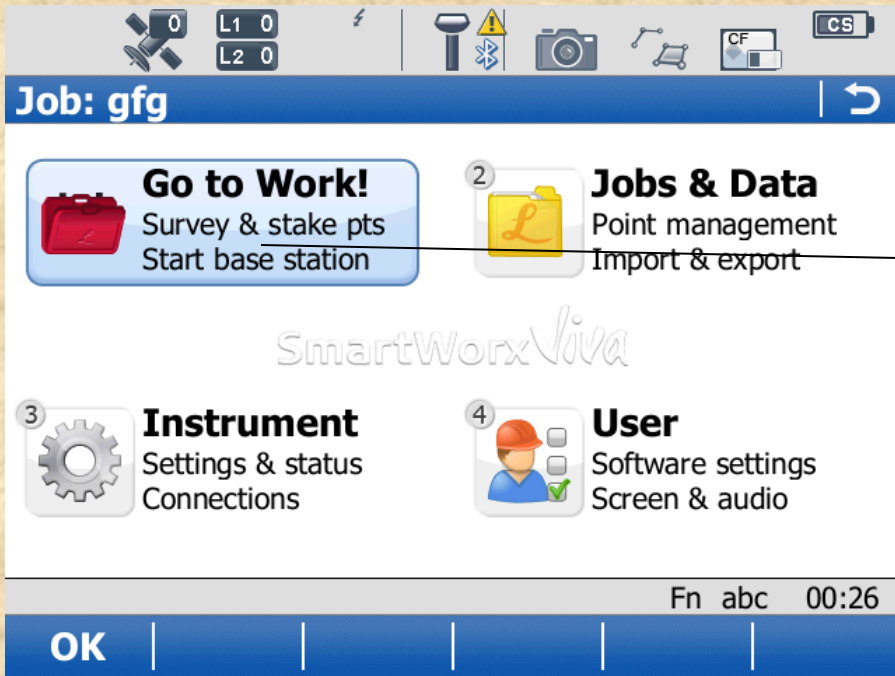 0
L1 0
L2 0
CF
CS
Job: gfg
Go to Work!
Survey & stake pts
Start base station
2
Jobs & Data
Point management
Import & export
SmartWorx Viva
3
Instrument
Settings & status
Connections
4
User
Software settings
Screen & audio
Fn abc 00:26
OK